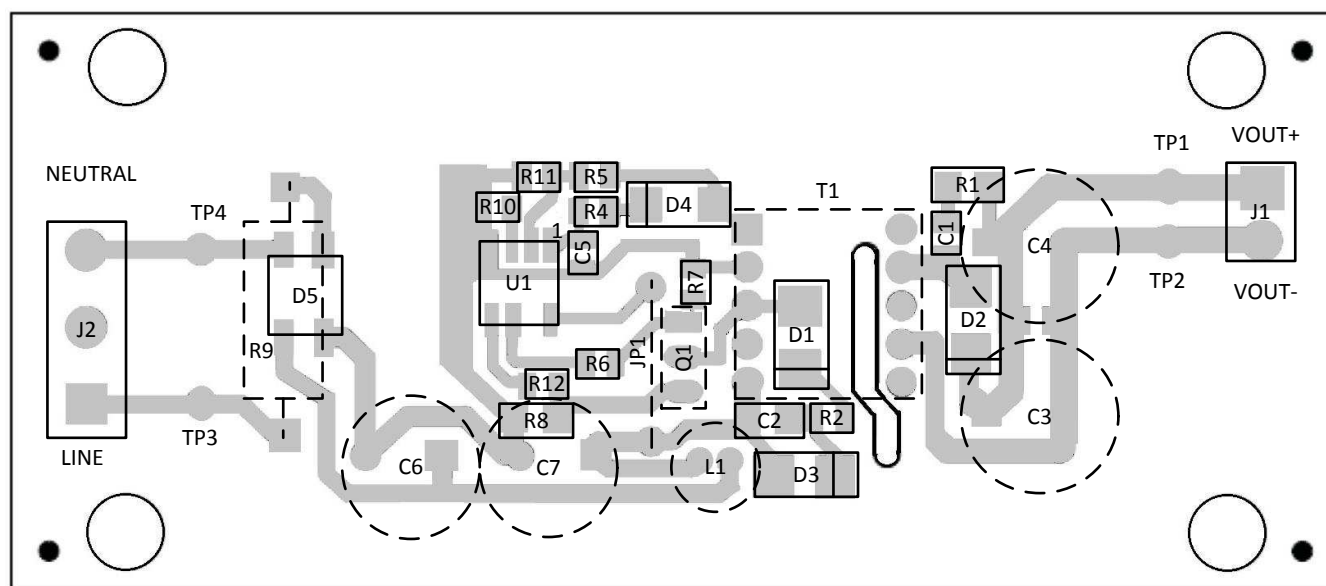 NEUTRAL
TP4
J2
D5
R9
TP3
LINE
R11
R5
R10
R4
D4
1
C5
U1
R7
JP1
Q1
R6
R12
R8
C6
C7
L1
T1
D1
C2
R2
D3
R1
C1
C4
D2
C3
TP1
VOUT+
J1
TP2
VOUT-